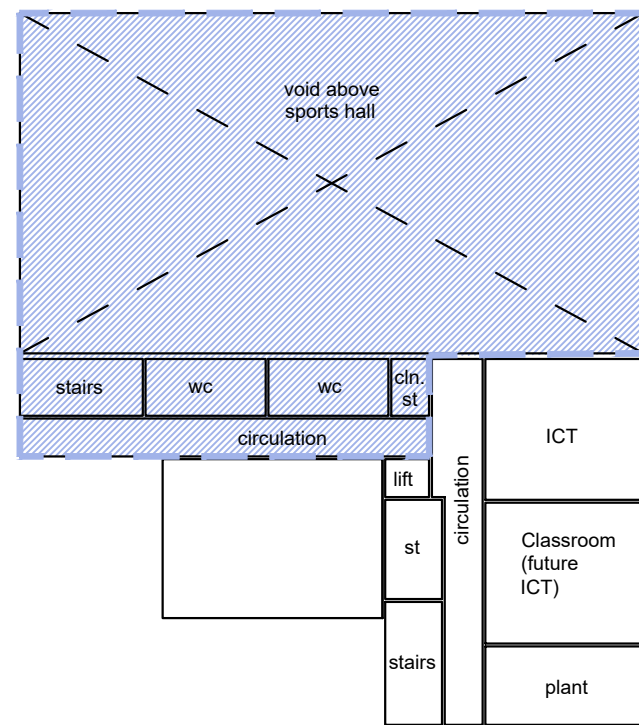 void above
sports hall
stairs
wc
wc
cln.
st
circulation
ICT
lift
circulation
st
Classroom
(future
ICT)
stairs
plant